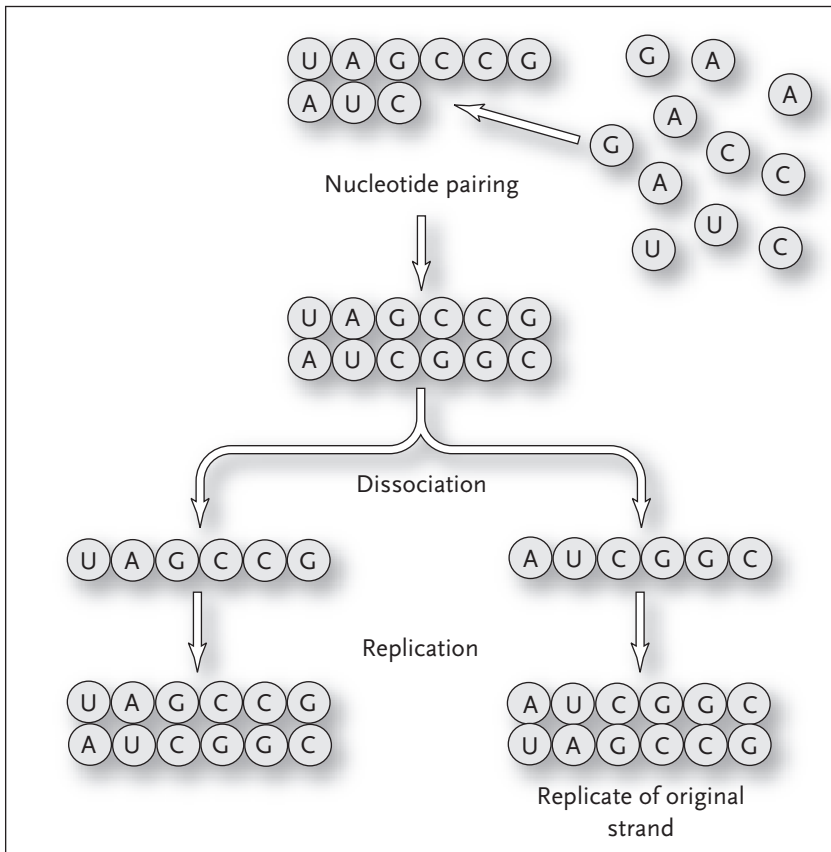 U A G C C G
A U C
G A A A G C C A U U C
Nucleotide pairing
U A G C C G
A U C G G C
Dissociation
U A G C C G
A U C G G C
Replication
U A G C C G
A U C G G C
A U C G G C
U A G C C G
Replicate of original
strand